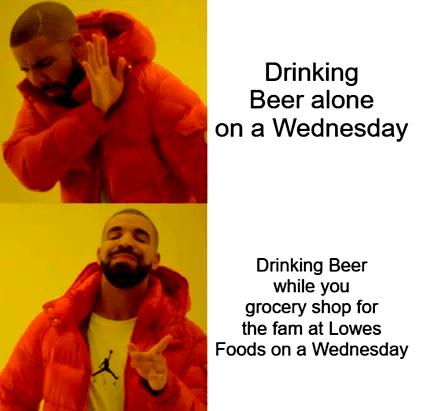 Drinking
Beer alone
on a Wednesday
Drinking Beer
while you
grocery shop for
the fam at Lowes
Foods on a Wednesday